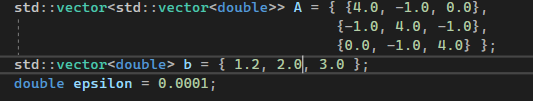 std::vector<std::vector<double>> A = { {4.0, -1.0, 0.0},
{-1.0, 4.0, -1.0},
{0.0, -1.0, 4.0} };
std::vector<double> b = { 1.2, 2.0, 3.0 };
double epsilon = 0.0001;